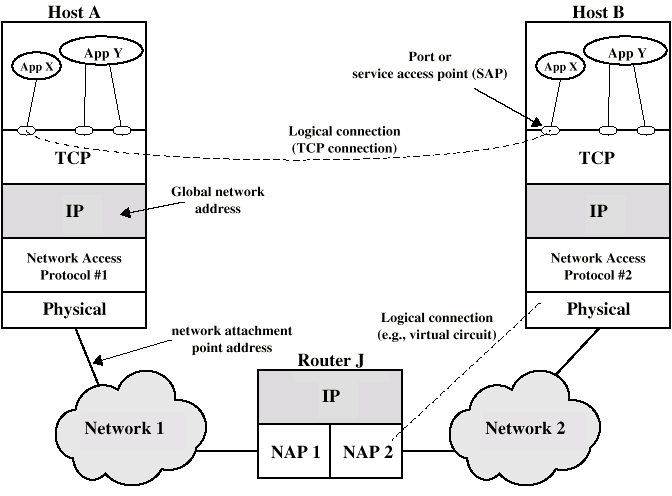 Host A
Host B
App X
App Y
App X
App Y
Port or
service access point (SAP)
Logical connection
(TCP connection)
TCP
TCP
Global network
address
IP
IP
Network Access
Protocol #1
Network Access
Protocol #2
Physical
Physical
Logical connection
(e.g., virtual circuit)
network attachment
point address
Router J
IP
Network 1
Network 2
NAP 1
NAP 2